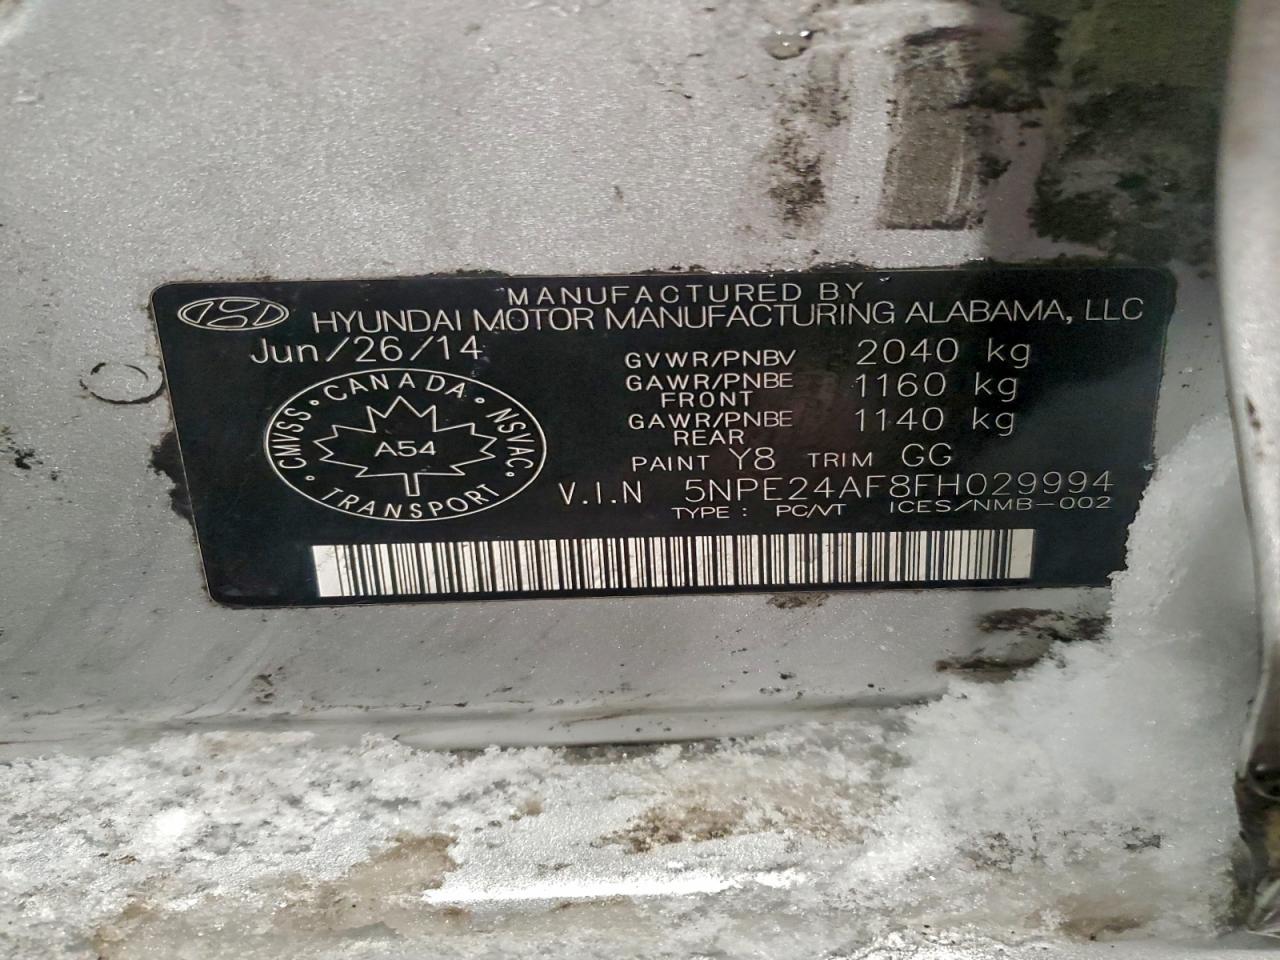 MANUFACTURED BY
HYUNDAI MOTOR MANUFACTURING ALABAMA, LLC
Jun/26/14
GVWR/PNBV 2040 kg
GAWR/PNBE 1160 kg
FRONT
GAWR/PNBE 1140 kg
REAR
PAINT Y8 TRIM GG
V.I.N 5NPE24AF8FH029994
TYPE : PC/VT ICES/NMB-002
CANADA · NSVAC · TRANSPORT · CMVSS ·
A54